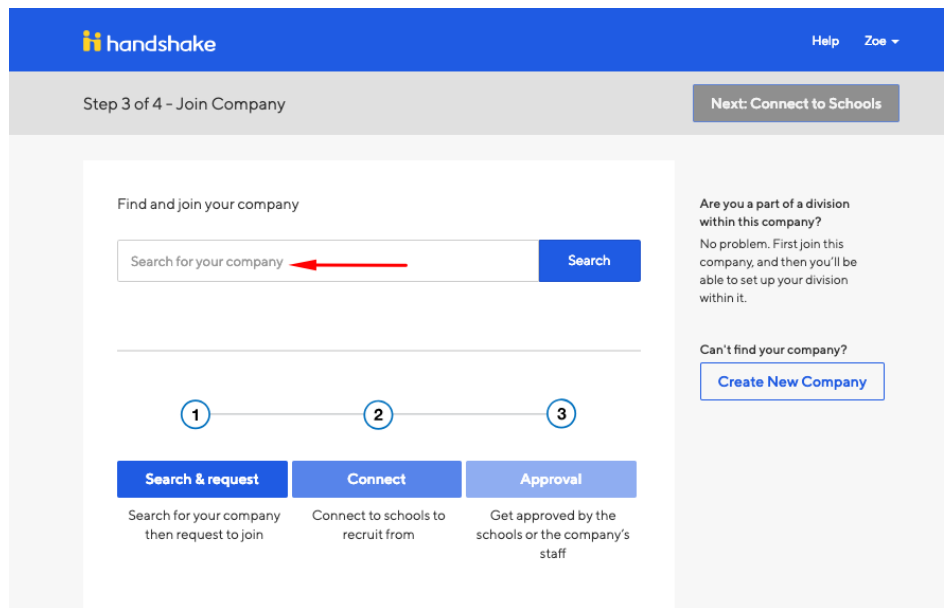 handshake
Help
Zoe
Step 3 of 4 - Join Company
Next: Connect to Schools
Find and join your company
Search for your company
Search
Are you a part of a division
within this company?
No problem. First join this
company, and then you'll be
able to set up your division
within it.
Can't find your company?
Create New Company
1
2
3
Search & request
Connect
Approval
Search for your company
then request to join
Connect to schools to
recruit from
Get approved by the
schools or the company's
staff